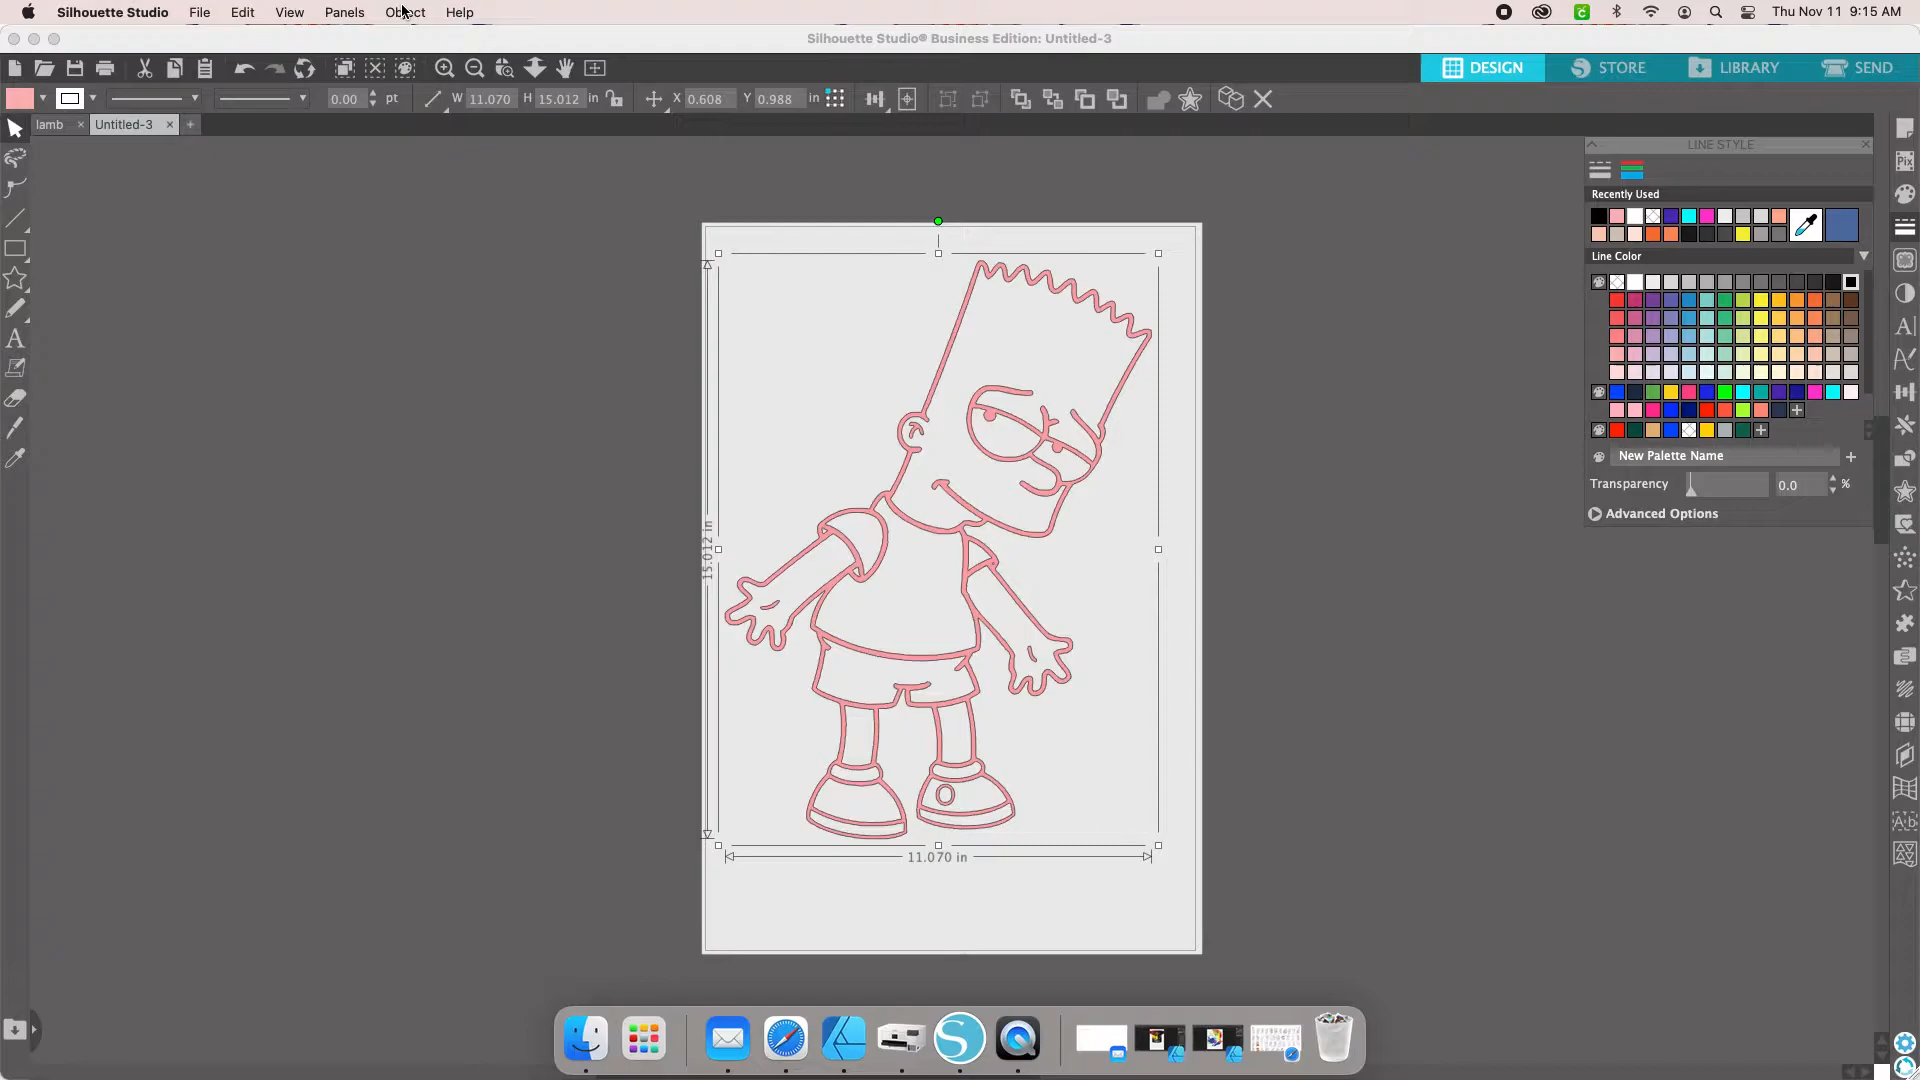 Silhouette Studio File Edit View Panels Object Help Thu Nov 11 9:15 AM
Silhouette Studio® Business Edition: Untitled-3
DESIGN STORE LIBRARY SEND
0.00 pt W 11.070 H 15.012 in X 0.608 Y 0.988 in
lamb Untitled-3
LINE STYLE
Pix
Recently Used
Line Color
New Palette Name
Transparency 0.0 %
Advanced Options
15.012 in
11.070 in